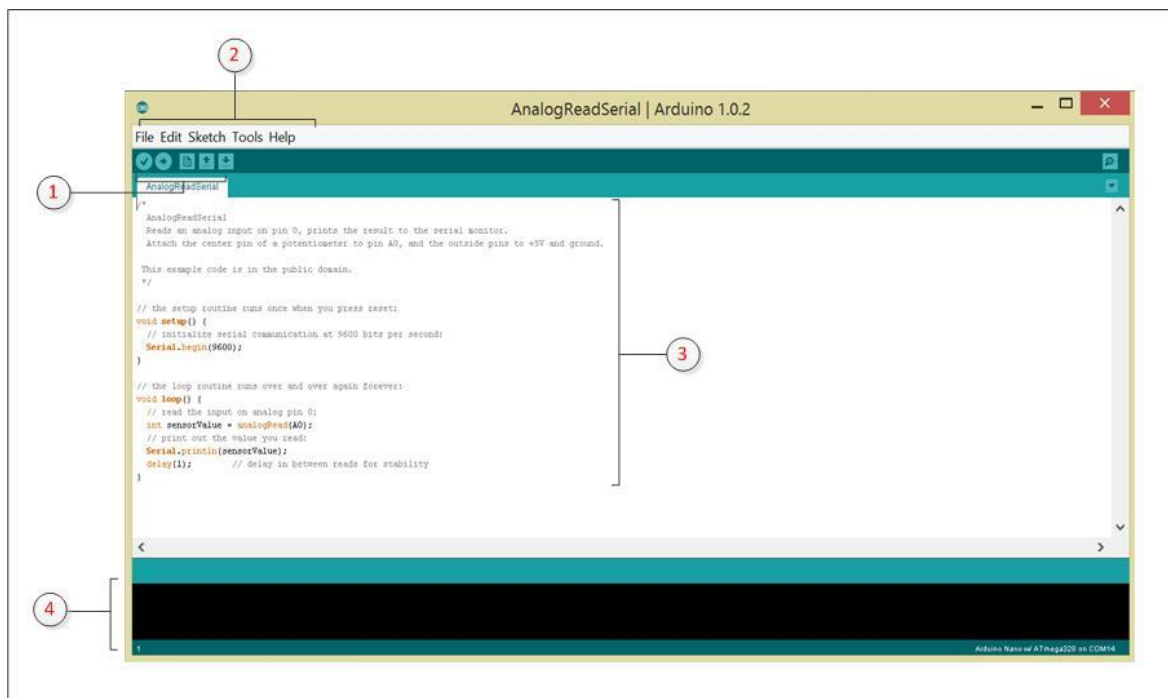 2
AnalogReadSerial | Arduino 1.0.2
File Edit Sketch Tools Help
1
AnalogReadSerial
/*
AnalogReadSerial
Reads an analog input on pin 0, prints the result to the serial monitor.
Attach the center pin of a potentiometer to pin A0, and the outside pins to +5V and ground.
This example code is in the public domain.
*/
// the setup routine runs once when you press reset:
void setup() {
// initialize serial communication at 9600 bits per second:
Serial.begin(9600);
}
3
// the loop routine runs over and over again forever:
void loop() {
// read the input on analog pin 0:
int sensorValue = analogRead(A0);
// print out the value you read:
Serial.println(sensorValue);
delay(1); // delay in between reads for stability
}
4
1
Arduino Nano w/ ATmega328 on COM14